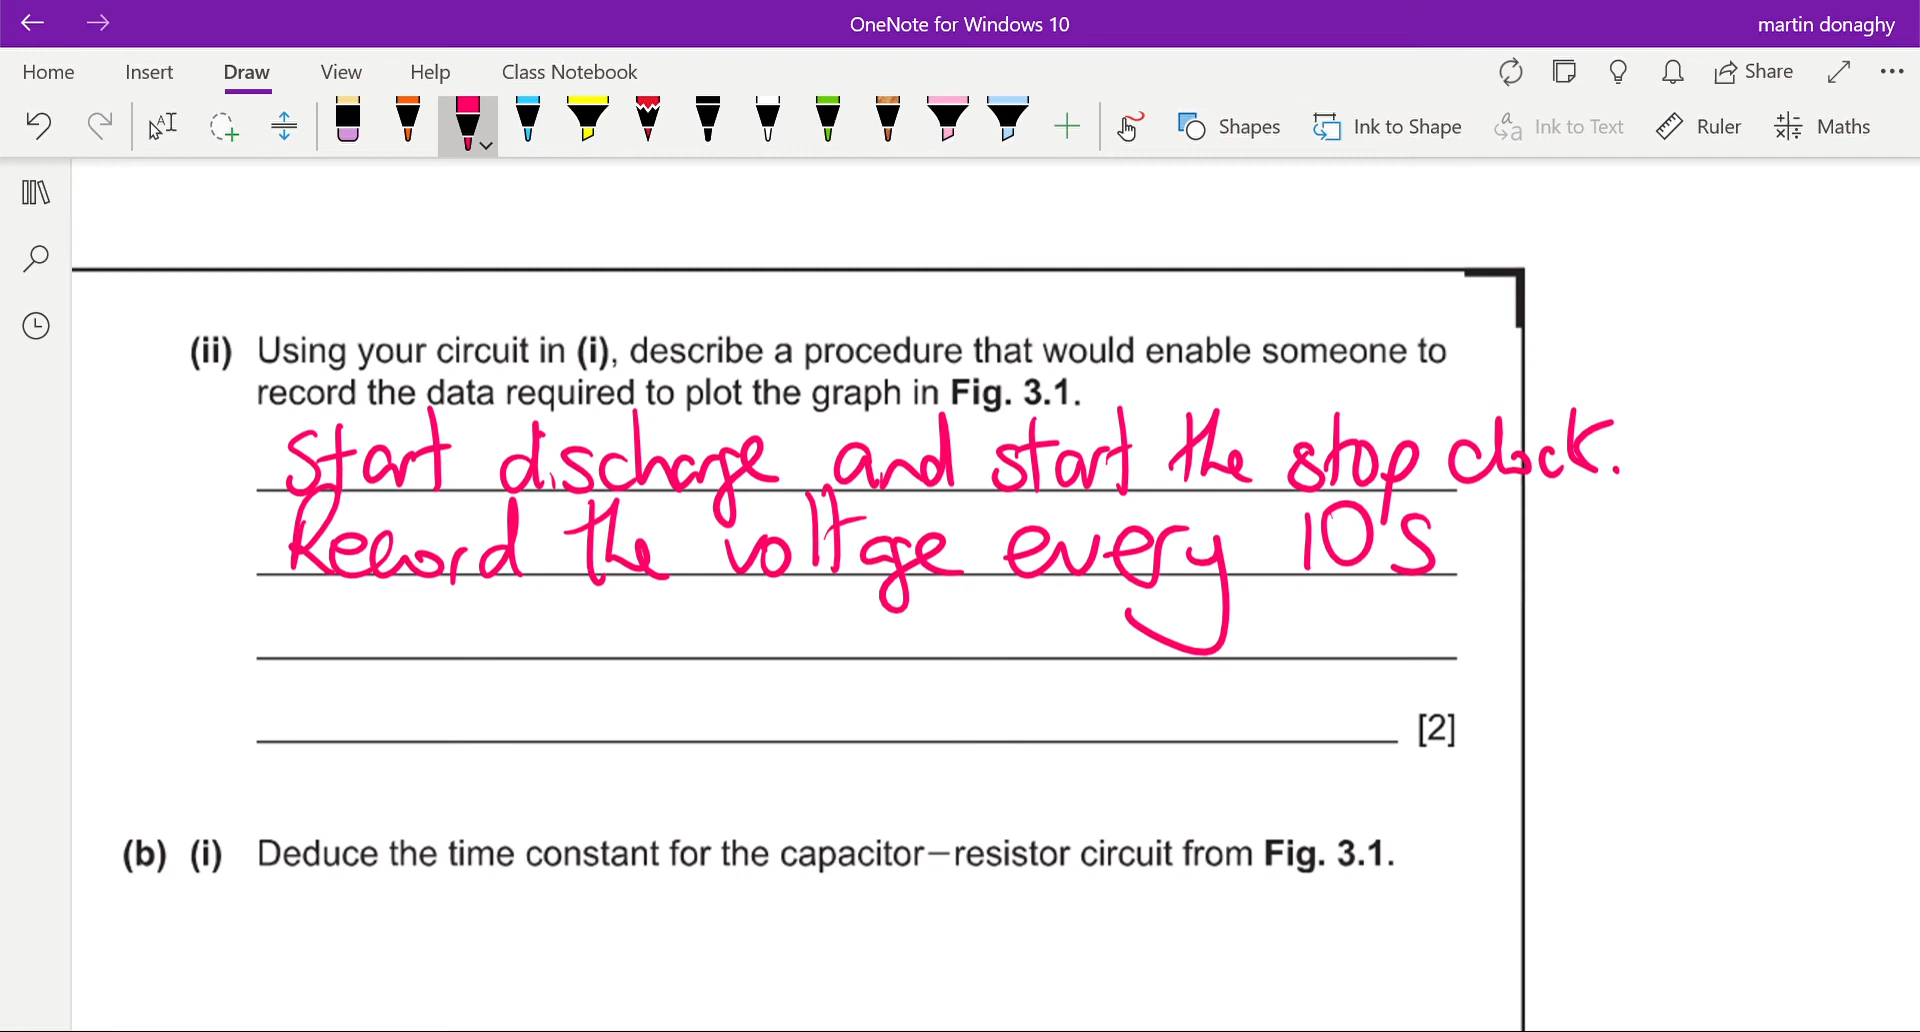 OneNote for Windows 10
martin donaghy
Home Insert Draw View Help Class Notebook Share
Shapes Ink to Shape Ink to Text Ruler Maths
(ii) Using your circuit in (i), describe a procedure that would enable someone to
record the data required to plot the graph in Fig. 3.1.
Start discharge and start the stop clock.
Record the voltage every 10's
[2]
(b) (i) Deduce the time constant for the capacitor–resistor circuit from Fig. 3.1.